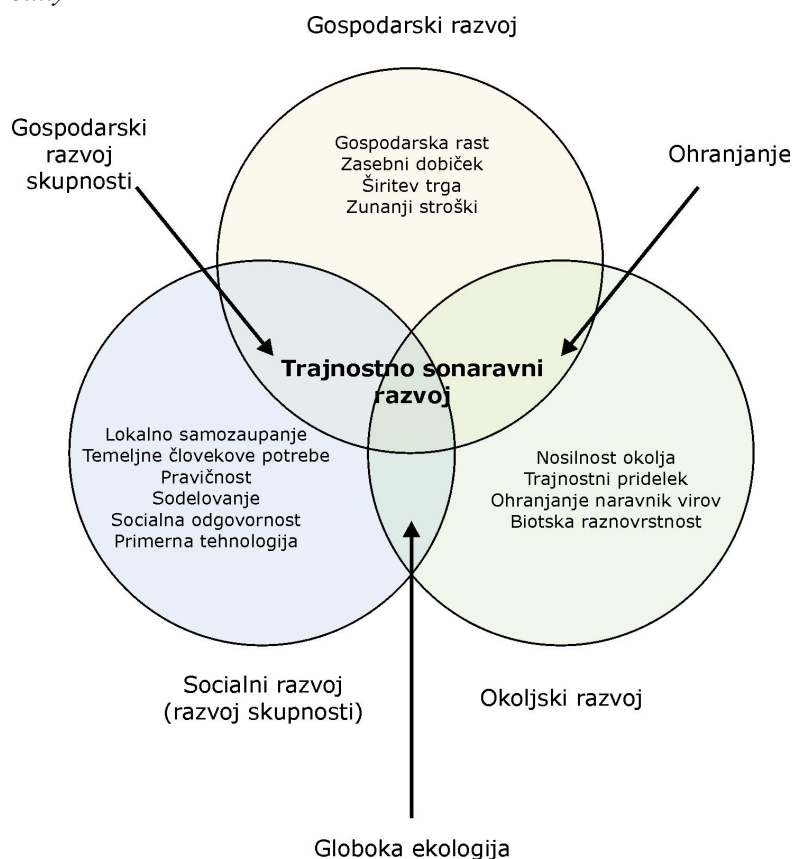 Gospodarski razvoj
Gospodarski
razvoj
skupnosti
Ohranjanje
Gospodarska rast
Zasebni dobiček
Širitev trga
Zunanji stroški
Trajnostno sonaravni
razvoj
Lokalno samozaupanje
Temeljne človekove potrebe
Pravičnost
Sodelovanje
Socialna odgovornost
Primerna tehnologija
Nosilnost okolja
Trajnostni pridelek
Ohranjanje naravnik virov
Biotska raznovrstnost
Socialni razvoj
(razvoj skupnosti)
Okoljski razvoj
Globoka ekologija